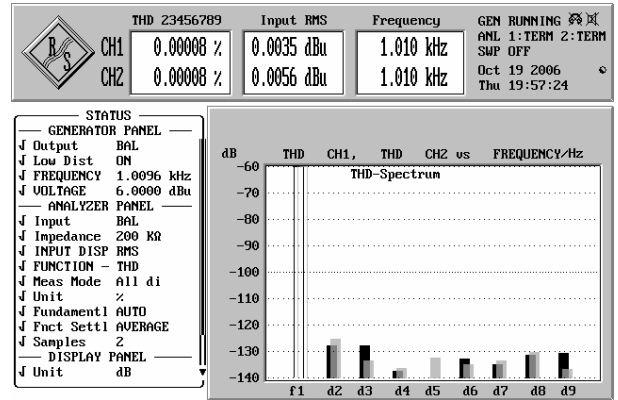 THD 23456789 Input RMS Frequency
R&S CH1 0.00008 % 0.0035 dBu 1.010 kHz
CH2 0.00008 % 0.0056 dBu 1.010 kHz
GEN RUNNING
ANL 1:TERM 2:TERM
SWP OFF
Oct 19 2006
Thu 19:57:24
STATUS
GENERATOR PANEL
√ Output BAL
√ Low Dist ON
√ FREQUENCY 1.0096 kHz
√ VOLTAGE 6.0000 dBu
ANALYZER PANEL
√ Input BAL
√ Impedance 200 KΩ
√ INPUT DISP RMS
√ FUNCTION - THD
√ Meas Mode All di
√ Unit %
√ Fundamentl AUTO
√ Fnct Settl AVERAGE
√ Samples 2
DISPLAY PANEL
√ Unit dB
dB THD CH1, THD CH2 vs FREQUENCY/Hz
THD-Spectrum
-60
-70
-80
-90
-100
-110
-120
-130
-140
f1 d2 d3 d4 d5 d6 d7 d8 d9